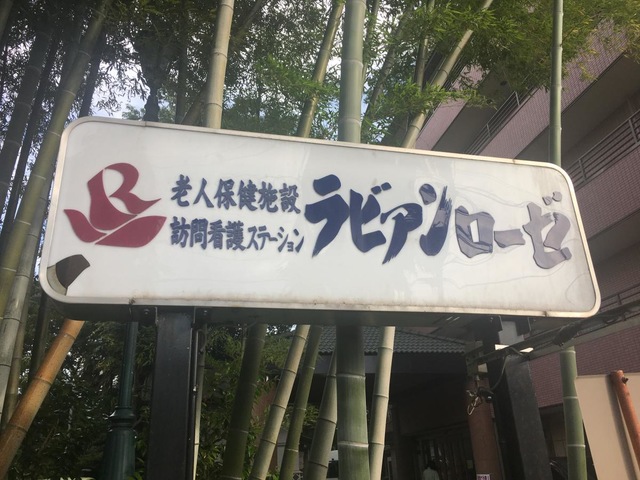 老人保健施設
訪問看護ステーション
ラビアンローゼ